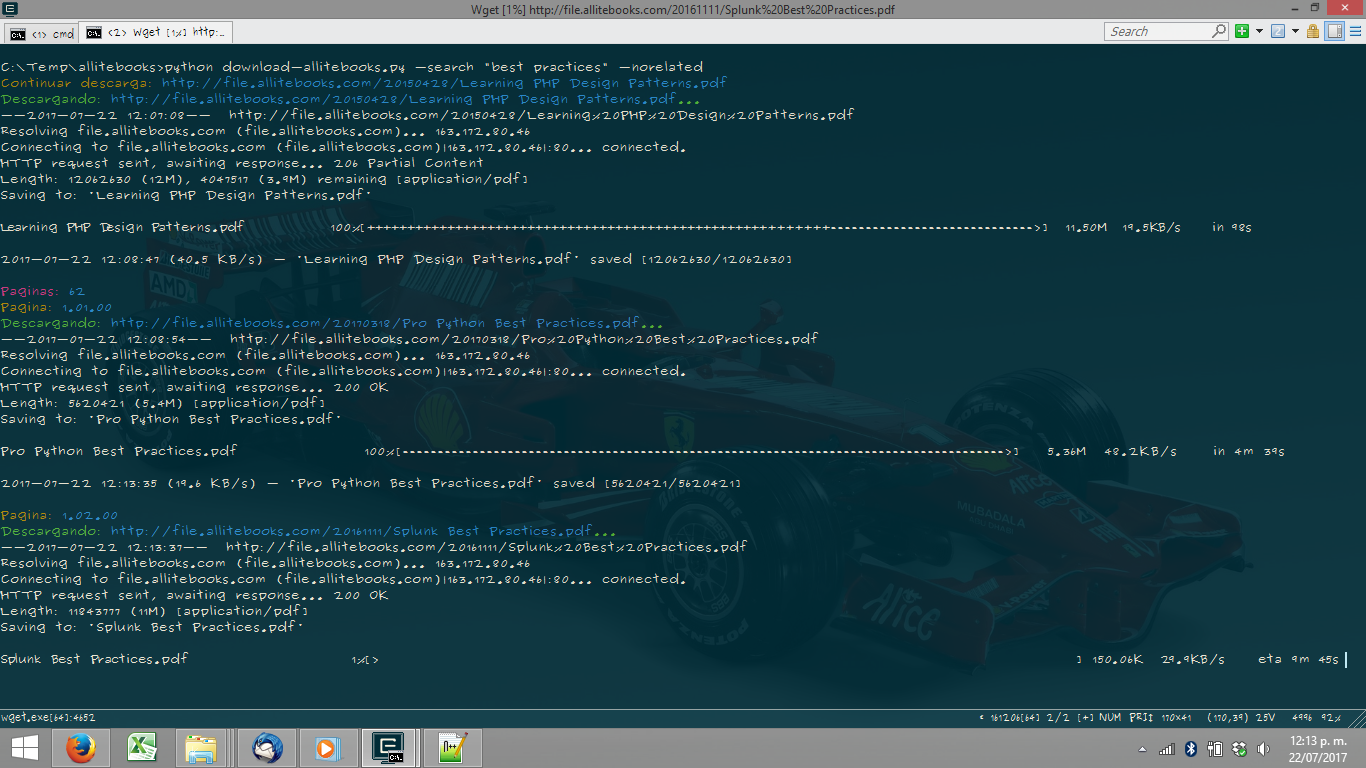 Wget [1%] http://file.allitebooks.com/20161111/Splunk%20Best%20Practices.pdf
<1> cmd
<2> Wget [1%] http:...
Search
C:\Temp\allitebooks>python download-allitebooks.py -search "best practices" -norelated
Continuar descarga: http://file.allitebooks.com/20150428/Learning PHP Design Patterns.pdf
Descargando: http://file.allitebooks.com/20150428/Learning PHP Design Patterns.pdf...
--2017-07-22 12:07:08--  http://file.allitebooks.com/20150428/Learning%20PHP%20Design%20Patterns.pdf
Resolving file.allitebooks.com (file.allitebooks.com)... 163.172.80.46
Connecting to file.allitebooks.com (file.allitebooks.com)|163.172.80.46|:80... connected.
HTTP request sent, awaiting response... 206 Partial Content
Length: 12062630 (12M), 4047517 (3.9M) remaining [application/pdf]
Saving to: 'Learning PHP Design Patterns.pdf'
Learning PHP Design Patterns.pdf 100%[+++++++++++++++++++++++++++++++++++++++++++++++++++++++++=========================>] 11.50M 19.5KB/s in 98s
2017-07-22 12:08:47 (40.5 KB/s) - 'Learning PHP Design Patterns.pdf' saved [12062630/12062630]
Paginas: 62
Pagina: 1.01.00
Descargando: http://file.allitebooks.com/20170318/Pro Python Best Practices.pdf...
--2017-07-22 12:08:54--  http://file.allitebooks.com/20170318/Pro%20Python%20Best%20Practices.pdf
Resolving file.allitebooks.com (file.allitebooks.com)... 163.172.80.46
Connecting to file.allitebooks.com (file.allitebooks.com)|163.172.80.46|:80... connected.
HTTP request sent, awaiting response... 200 OK
Length: 5620421 (5.4M) [application/pdf]
Saving to: 'Pro Python Best Practices.pdf'
Pro Python Best Practices.pdf 100%[==================================================================================>] 5.36M 48.2KB/s in 4m 39s
2017-07-22 12:13:35 (19.6 KB/s) - 'Pro Python Best Practices.pdf' saved [5620421/5620421]
Pagina: 1.02.00
Descargando: http://file.allitebooks.com/20161111/Splunk Best Practices.pdf...
--2017-07-22 12:13:37--  http://file.allitebooks.com/20161111/Splunk%20Best%20Practices.pdf
Resolving file.allitebooks.com (file.allitebooks.com)... 163.172.80.46
Connecting to file.allitebooks.com (file.allitebooks.com)|163.172.80.46|:80... connected.
HTTP request sent, awaiting response... 200 OK
Length: 11843777 (11M) [application/pdf]
Saving to: 'Splunk Best Practices.pdf'
Splunk Best Practices.pdf 1%[> ] 150.06K 29.9KB/s eta 9m 45s
AMD
POTENZA
Alice
MUBADALA
Alice
POTENZA
wget.exe[64]:4652
« 161206[64] 2/2 [+] NUM PRI‡ 170x41 (170,39) 25V 4996 92%
12:13 p. m.
22/07/2017